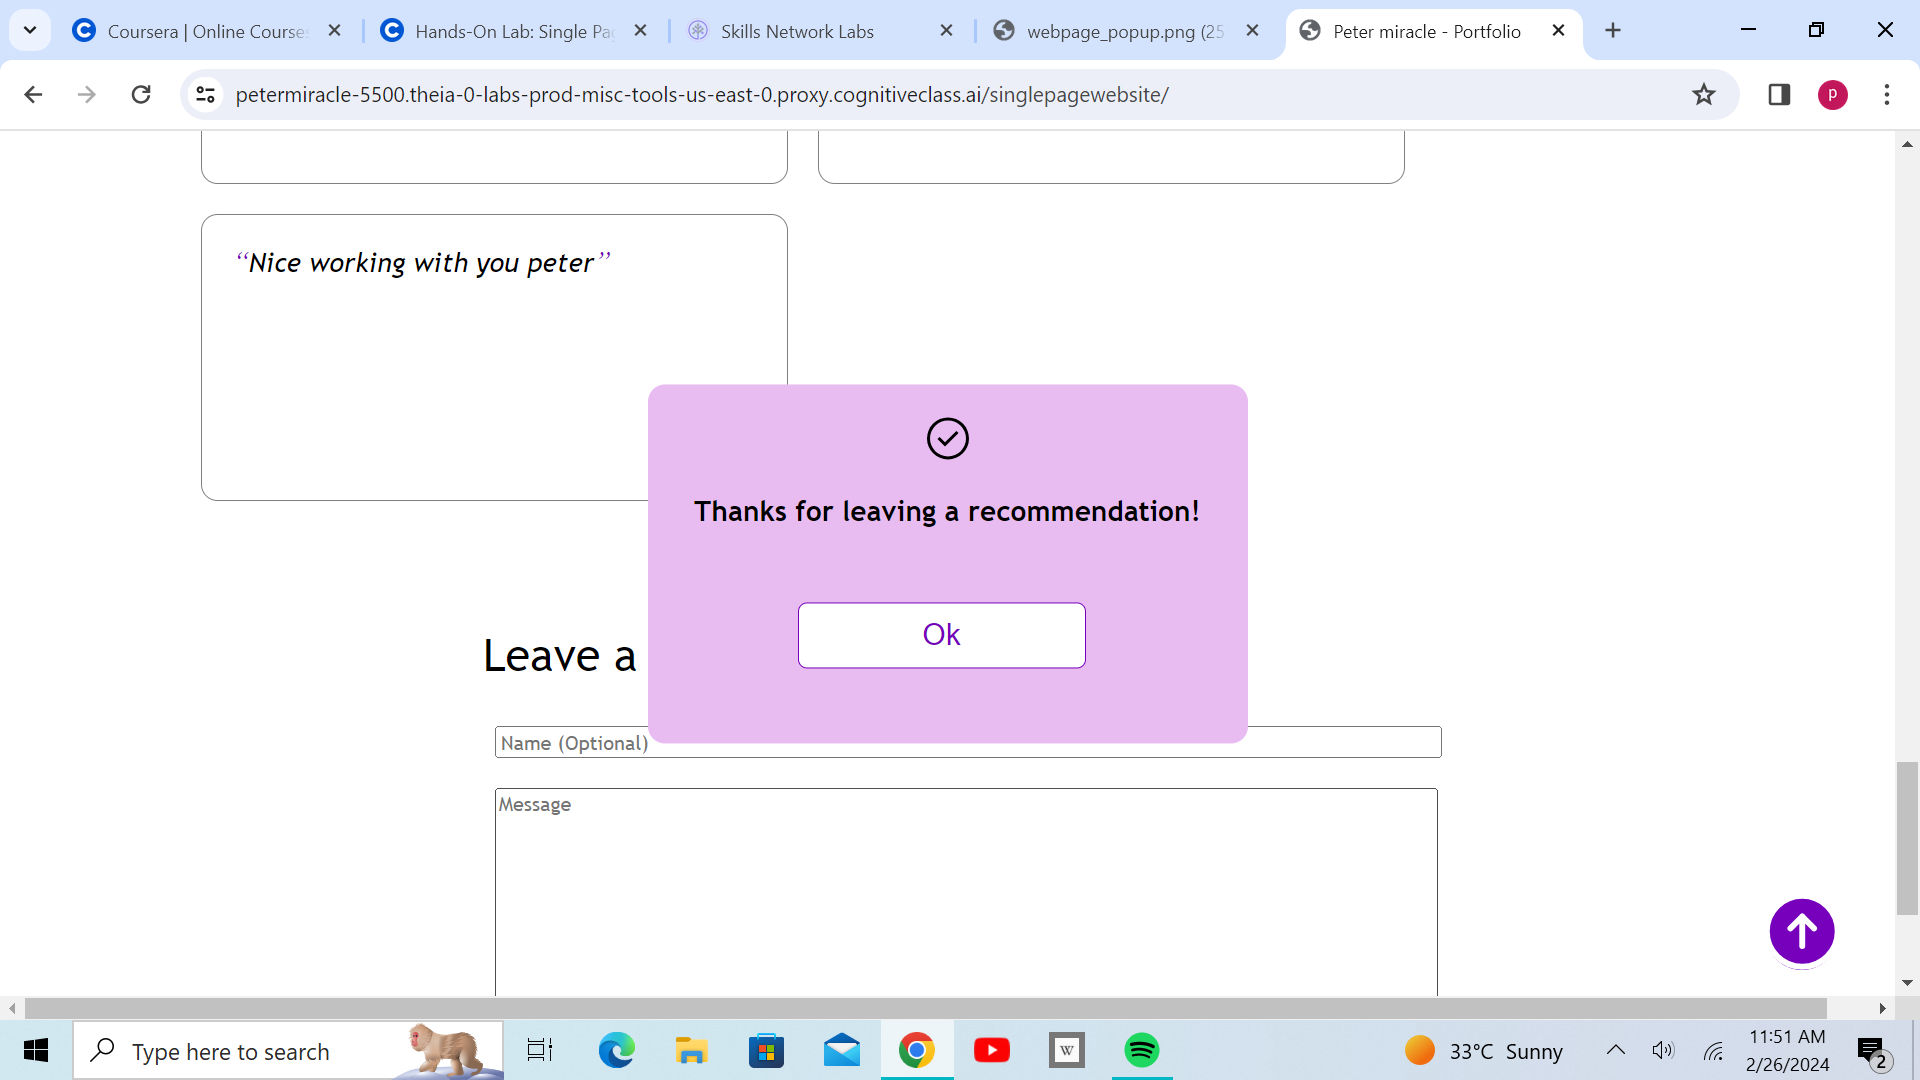 Coursera | Online Courses
Hands-On Lab: Single Pa
Skills Network Labs
webpage_popup.png (25
Peter miracle - Portfolio
petermiracle-5500.theia-0-labs-prod-misc-tools-us-east-0.proxy.cognitiveclass.ai/singlepagewebsite/
p
“Nice working with you peter”
Thanks for leaving a recommendation!
Ok
Leave a
Name (Optional)
Message
Type here to search
W
33°C Sunny
11:51 AM
2/26/2024
2